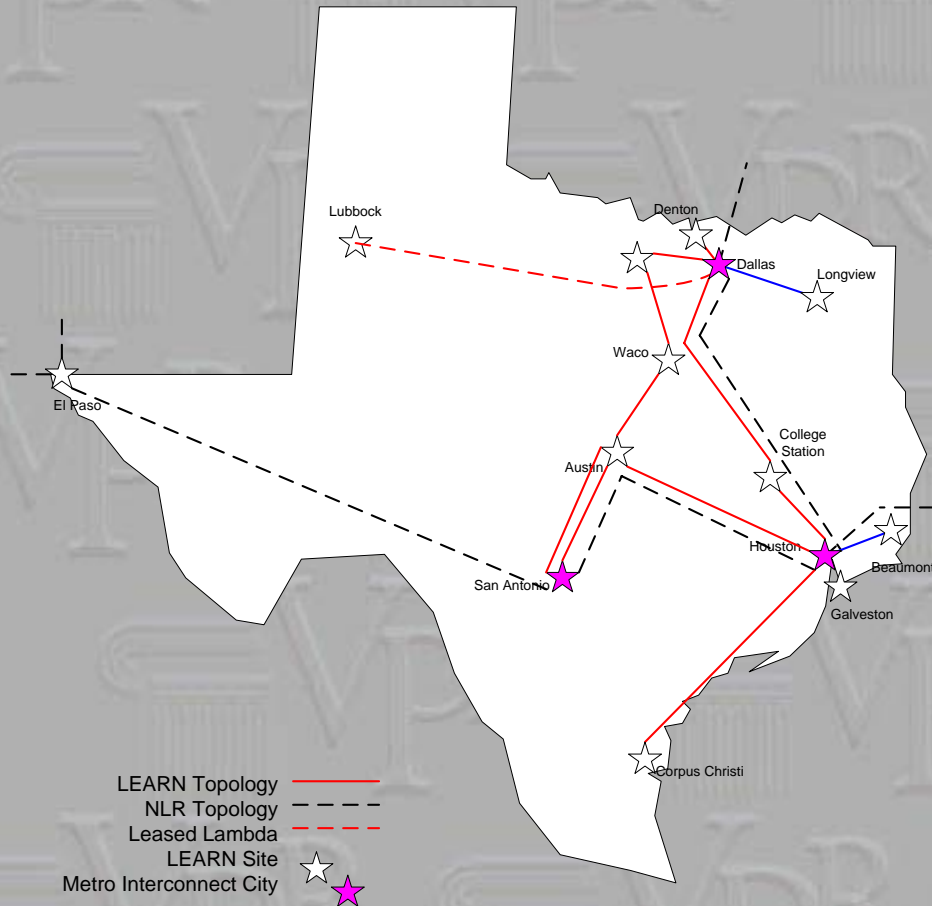 Lubbock
Denton
Dallas
Longview
Waco
El Paso
College
Station
Austin
Houston
Beaumont
San Antonio
Galveston
Corpus Christi
LEARN Topology
NLR Topology
Leased Lambda
LEARN Site
Metro Interconnect City